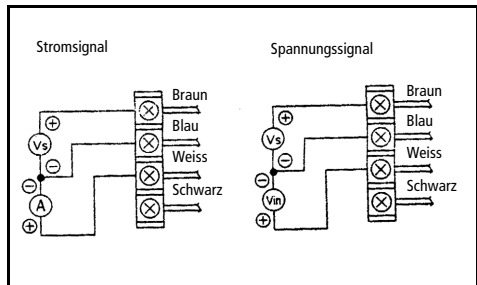 Stromsignal
Braun
Blau
Weiss
Schwarz
Vs
A
Spannungssignal
Braun
Blau
Weiss
Schwarz
Vs
Vin